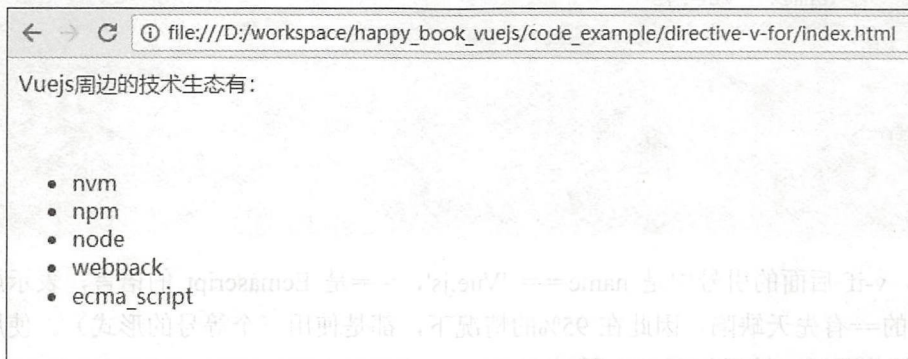 file:///D:/workspace/happy_book_vuejs/code_example/directive-v-for/index.html
Vuejs周边的技术生态有：
• nvm
• npm
• node
• webpack
• ecma_script